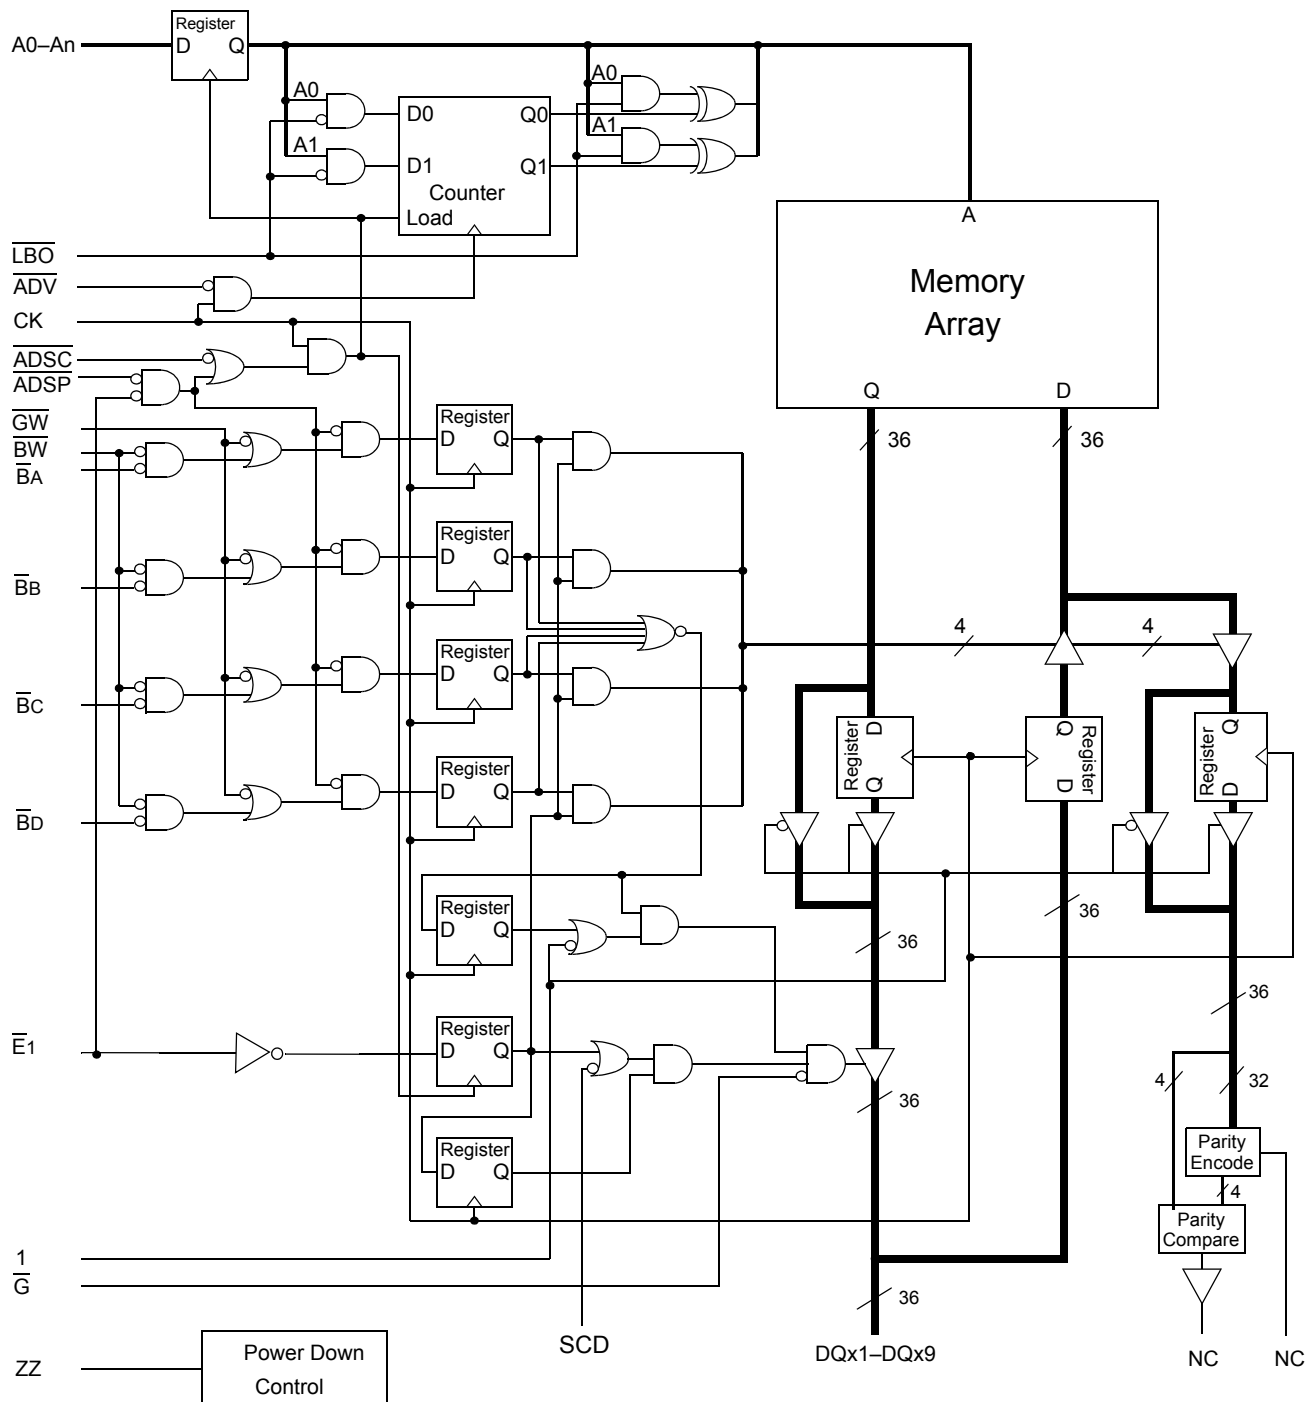 Register
A0–An
D Q
A0
A0
D0 Q0
A1
A1
D1 Q1
Counter
Load
A
LBO
ADV
Memory
Array
CK
ADSC
ADSP
Q D
GW
BW
BA
Register
D Q
36
36
Register
D Q
BB
4
4
Register
D Q
BC
D
Register
Q
Q
Register
D
Q
Register
D
Register
D Q
BD
Register
D Q
36
36
36
Register
D Q
E1
4
32
36
Register
D Q
Parity
Encode
4
Parity
Compare
1
G
36
SCD
DQx1–DQx9
NC
NC
ZZ
Power Down
Control